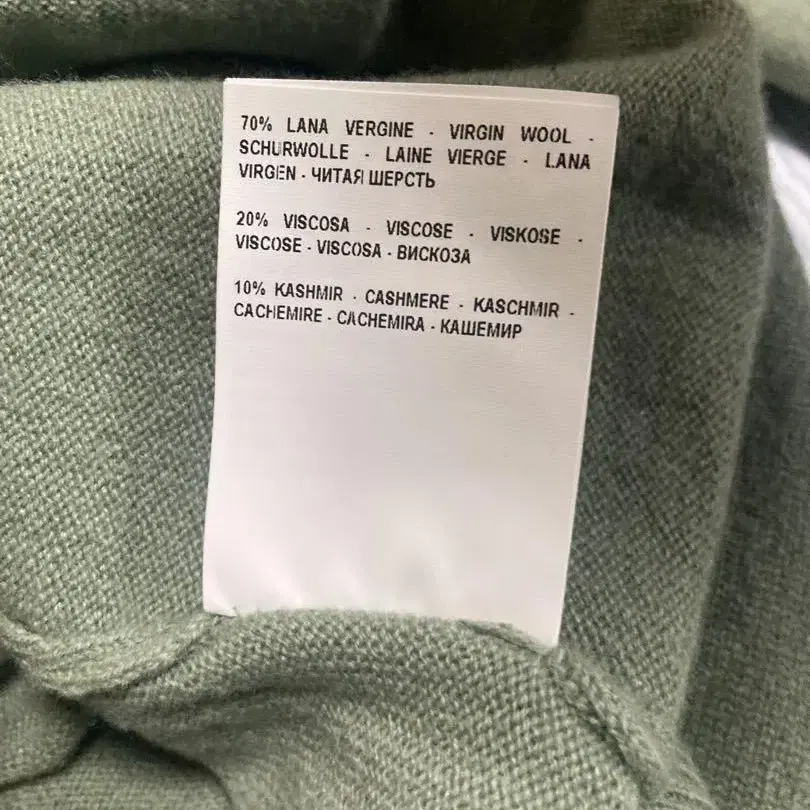 70% LANA VERGINE - VIRGIN WOOL -
SCHURWOLLE - LAINE VIERGE - LANA
VIRGEN - ЧИТАЯ ШЕРСТЬ
20% VISCOSA - VISCOSE - VISKOSE -
VISCOSE - VISCOSA - ВИСКОЗА
10% KASHMIR - CASHMERE - KASCHMIR -
CACHEMIRE - CACHEMIRA - КАШЕМИР